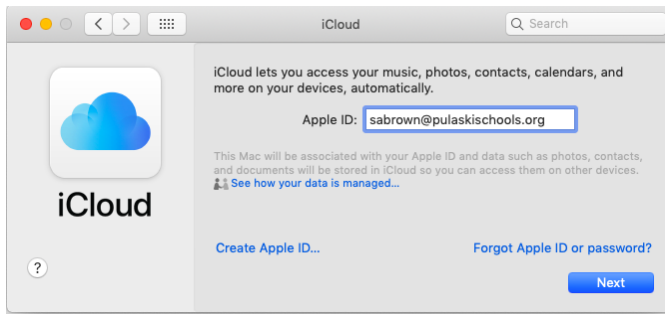 iCloud
Search
iCloud lets you access your music, photos, contacts, calendars, and
more on your devices, automatically.
Apple ID: sabrown@pulaskischools.org
This Mac will be associated with your Apple ID and data such as photos, contacts,
and documents will be stored in iCloud so you can access them on other devices.
See how your data is managed...
iCloud
Create Apple ID...
Forgot Apple ID or password?
?
Next